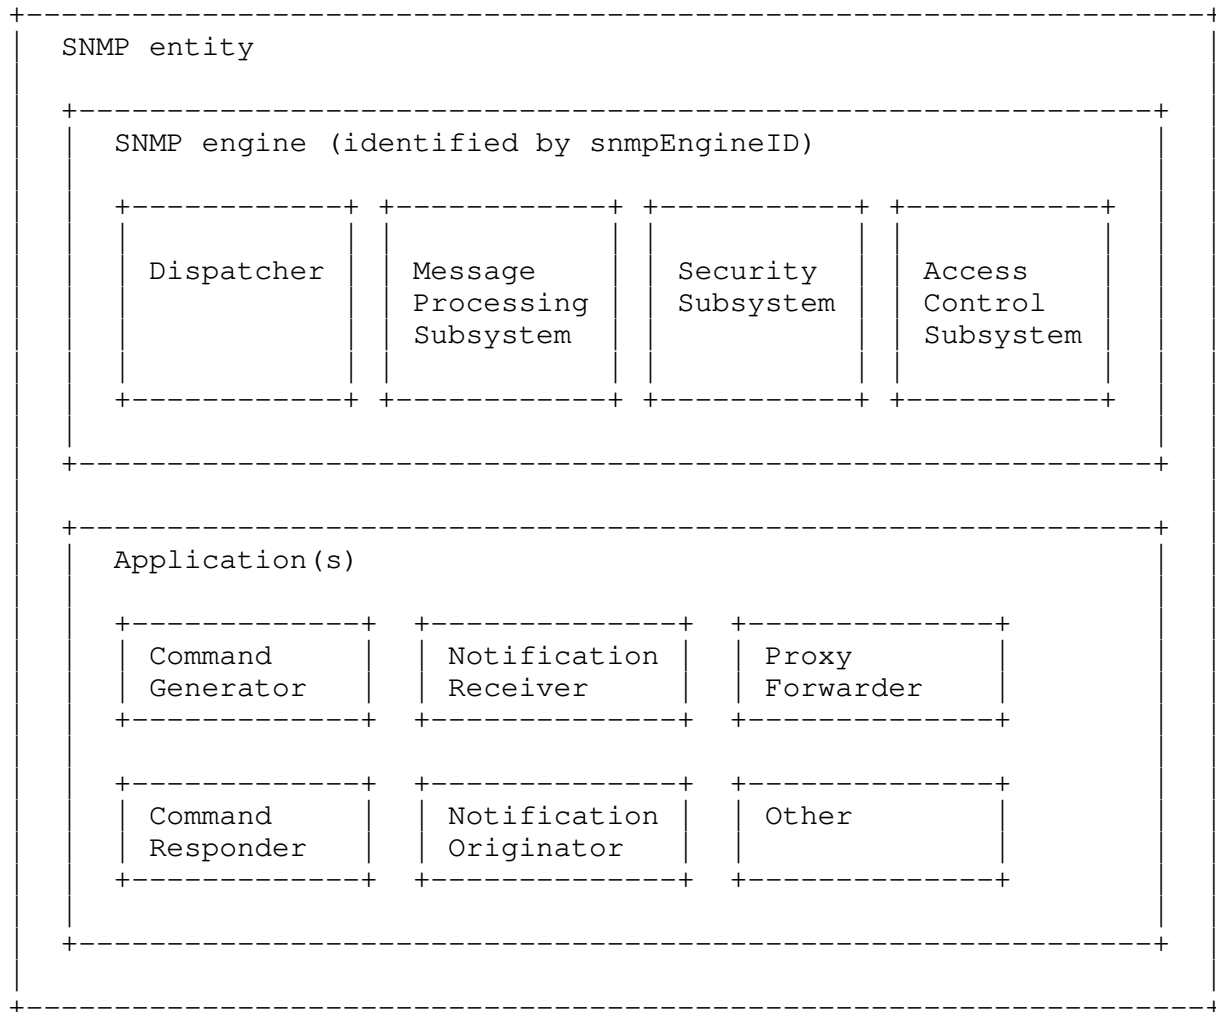 SNMP entity
SNMP engine (identified by snmpEngineID)
Dispatcher Message Security Access
Processing Subsystem Control
Subsystem Subsystem
Application(s)
Command Notification Proxy
Generator Receiver Forwarder
Command Notification Other
Responder Originator